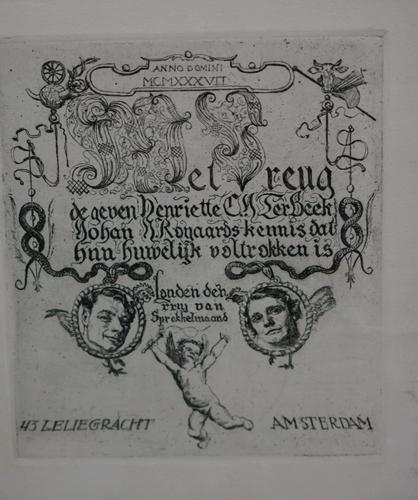 ANNO DOMINI
MCMXXXVII
Met Vreug
de geven Henriette C. Ter Beek
Johan Royaards kennis dat
hun huwelijk voltrokken is
Londen den
van
Sprokkelmaand
43 LELIEGRACHT AMSTERDAM